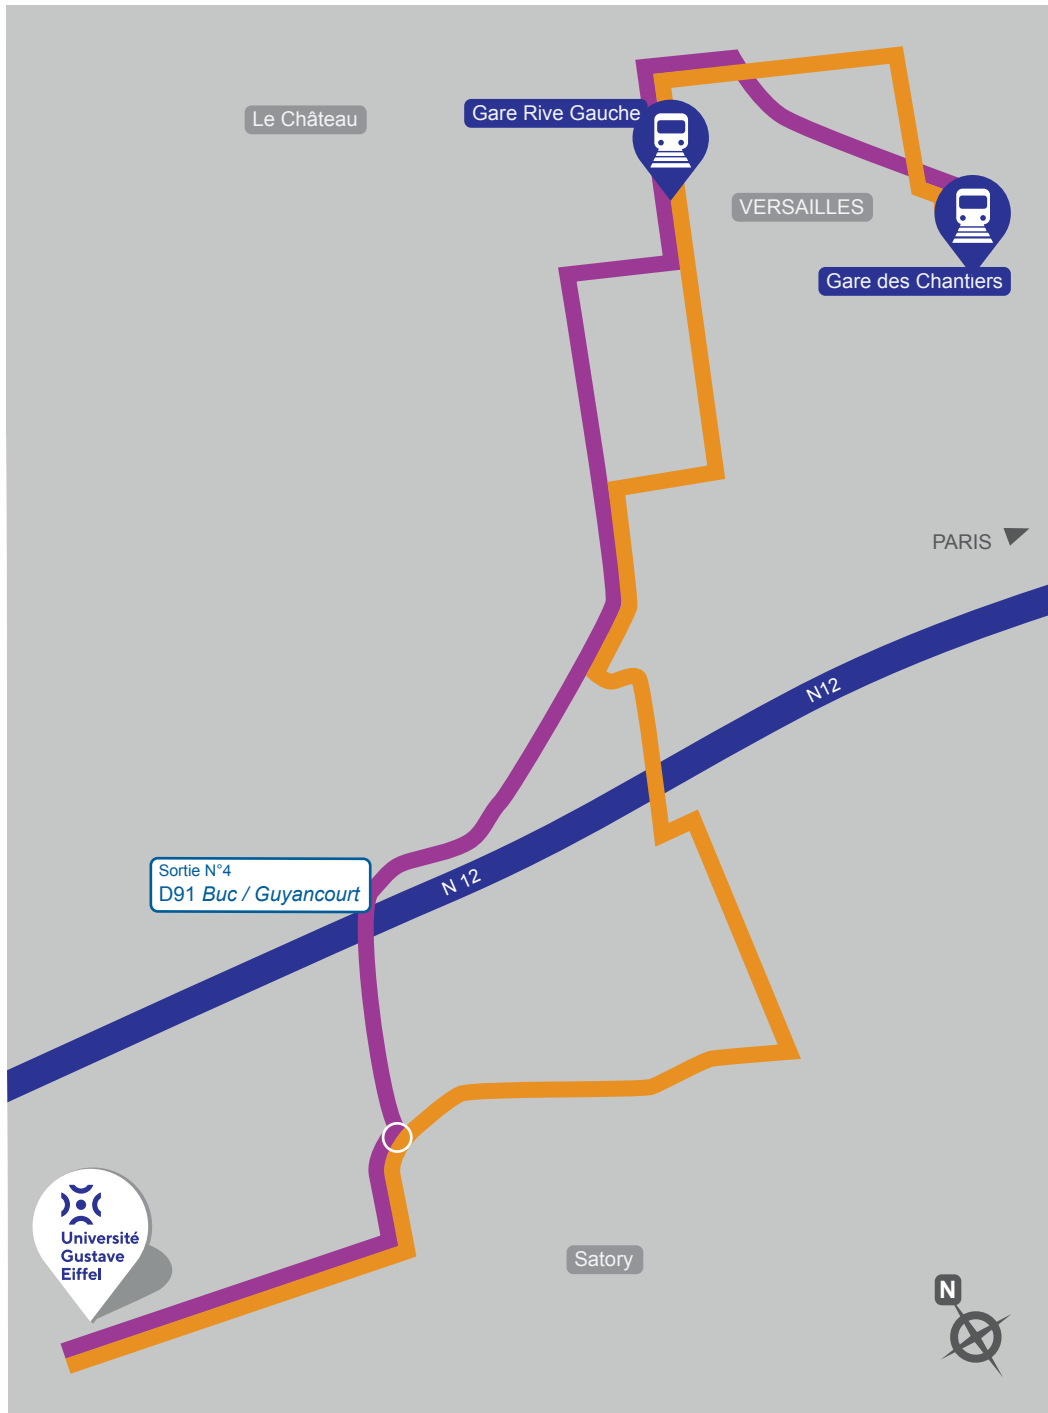 Le Château
Gare Rive Gauche
VERSAILLES
Gare des Chantiers
PARIS
N12
Sortie N°4
D91 Buc / Guyancourt
N 12
Université
Gustave
Eiffel
Satory
N